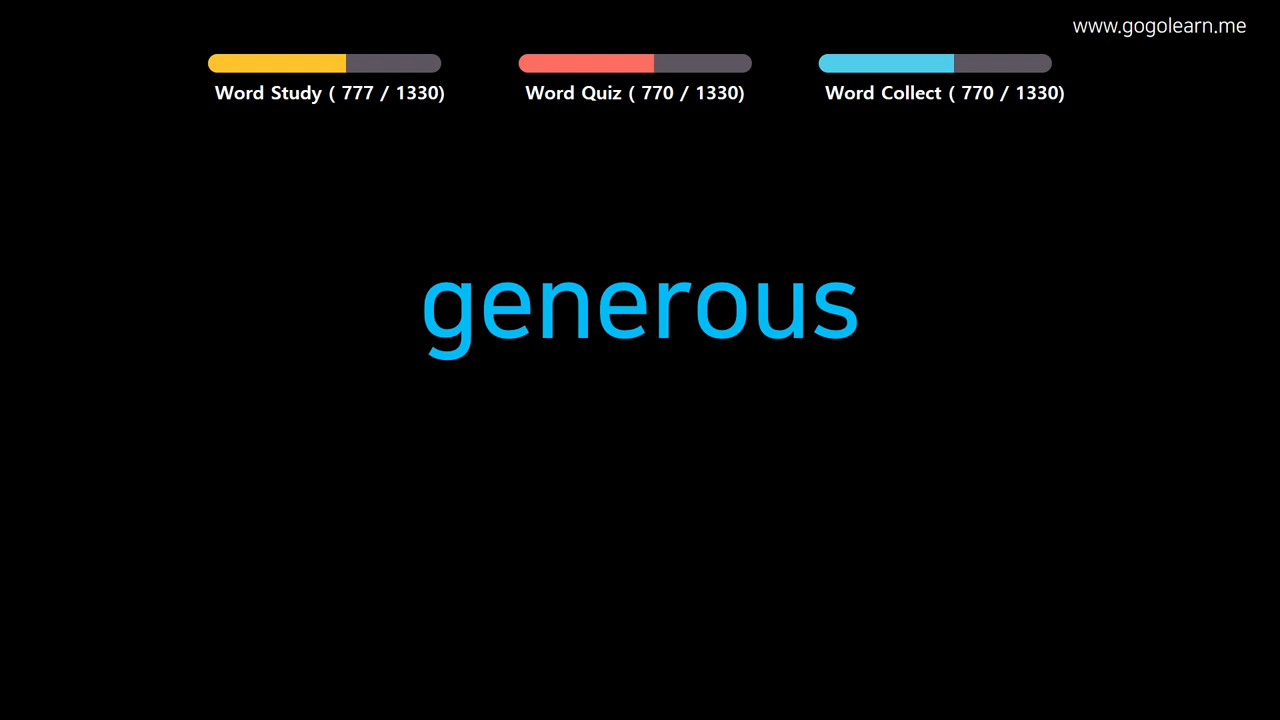 www.gogolearn.me
Word Study ( 777 / 1330)
Word Quiz ( 770 / 1330)
Word Collect ( 770 / 1330)
generous